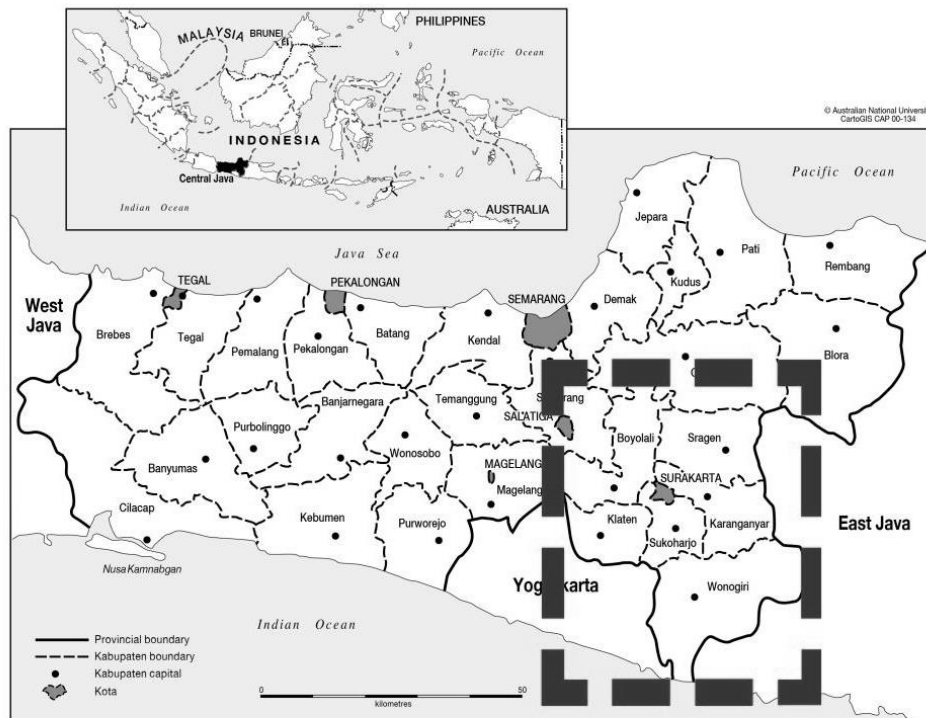 PHILIPPINES
MALAYSIA
BRUNEI
Pacific Ocean
INDONESIA
Central Java
Indian Ocean
AUSTRALIA
© Australian National Universi
CartoGIS CAP 00-134
Pacific Ocean
Java Sea
Jepara
Pati
Rembang
Kudus
TEGAL
PEKALONGAN
SEMARANG
Demak
West
Java
Brebes
Tegal
Pemalang
Pekalongan
Batang
Kendal
Blora
Banjarnegara
Temanggung
SALATIGA
Purbolinggo
Boyolali
Sragen
Wonosobo
Banyumas
MAGELANG
SURAKARTA
Magelang
Cilacap
Kebumen
Purworejo
Klaten
Sukoharjo
Karanganyar
East Java
Nusa Kamnabgan
Wonogiri
Indian Ocean
Provincial boundary
Kabupaten boundary
Kabupaten capital
Kota
0
50
kilometres